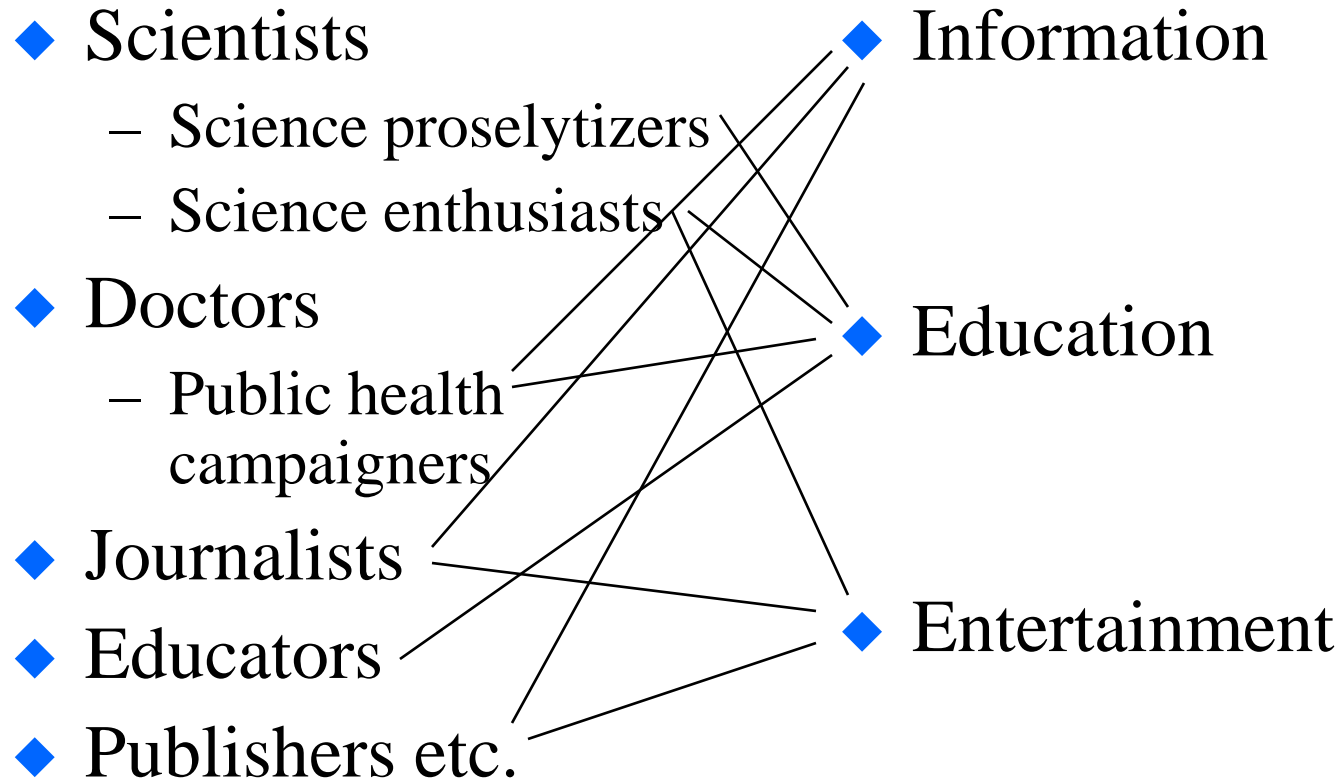 Scientists
– Science proselytizers
– Science enthusiasts
Doctors
– Public health
campaigners
Journalists
Educators
Publishers etc.
Information
Education
Entertainment